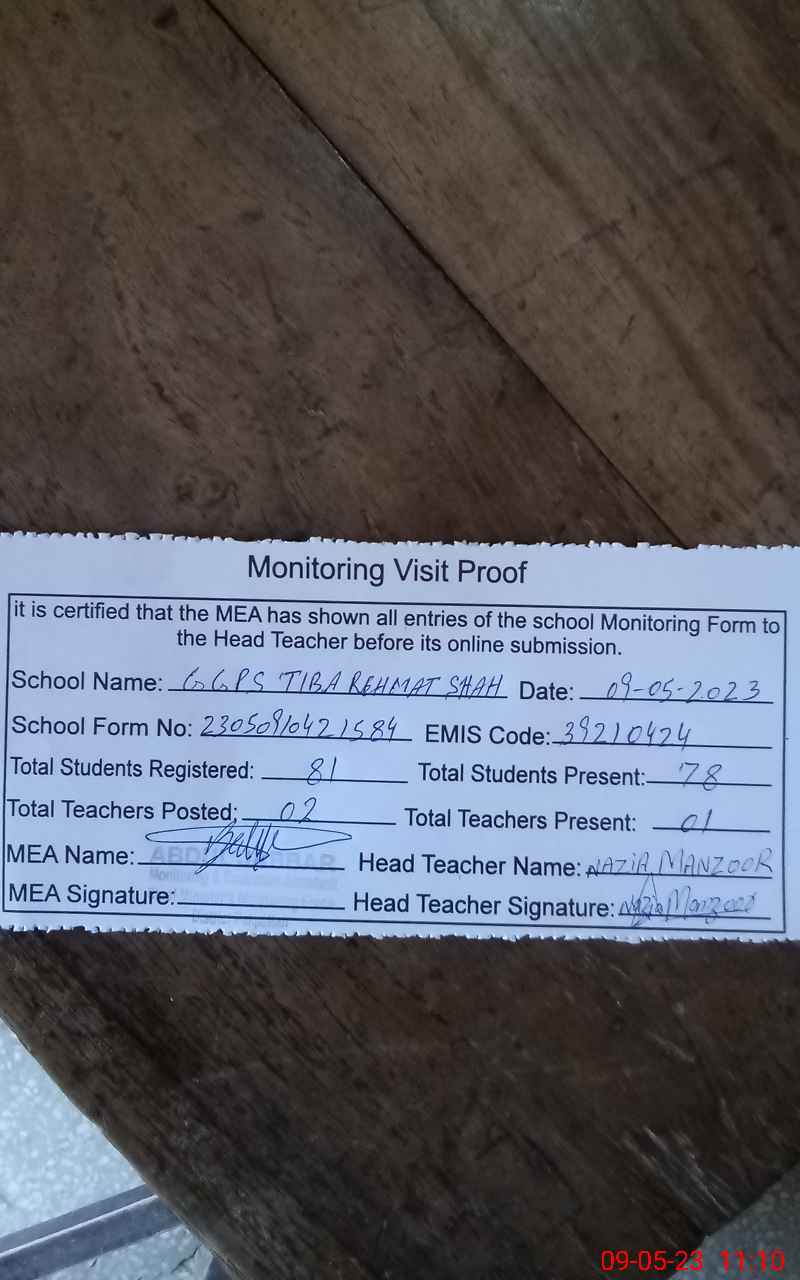 Monitoring Visit Proof
it is certified that the MEA has shown all entries of the school Monitoring Form to
the Head Teacher before its online submission.
School Name: GGPS TIBA REHMAT SHAH Date: 09-05-2023
School Form No: 23050910421584 EMIS Code: 39210424
Total Students Registered: 81 Total Students Present: 78
Total Teachers Posted; 02 Total Teachers Present: 01
MEA Name: Head Teacher Name: NAZIA MANZOOR
MEA Signature: Head Teacher Signature: Nazia Manzoor
09-05-23 11:10